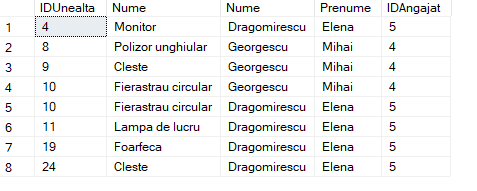 IDUnealta Nume Nume Prenume IDAngajat
1 4 Monitor Dragomirescu Elena 5
2 8 Polizor unghiular Georgescu Mihai 4
3 9 Cleste Georgescu Mihai 4
4 10 Fierastrau circular Georgescu Mihai 4
5 10 Fierastrau circular Dragomirescu Elena 5
6 11 Lampa de lucru Dragomirescu Elena 5
7 19 Foarfeca Dragomirescu Elena 5
8 24 Cleste Dragomirescu Elena 5